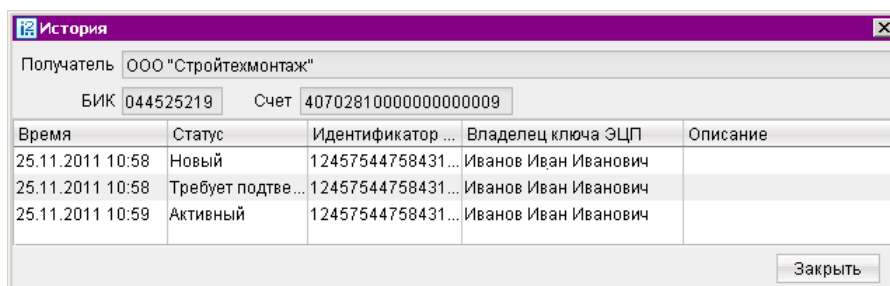 i2 История
Получатель ООО "Стройтехмонтаж"
БИК 044525219 Счет 40702810000000000009
Время Статус Идентификатор ... Владелец ключа ЭЦП Описание
25.11.2011 10:58 Новый 12457544758431... Иванов Иван Иванович
25.11.2011 10:58 Требует подтве... 12457544758431... Иванов Иван Иванович
25.11.2011 10:59 Активный 12457544758431... Иванов Иван Иванович
Закрыть